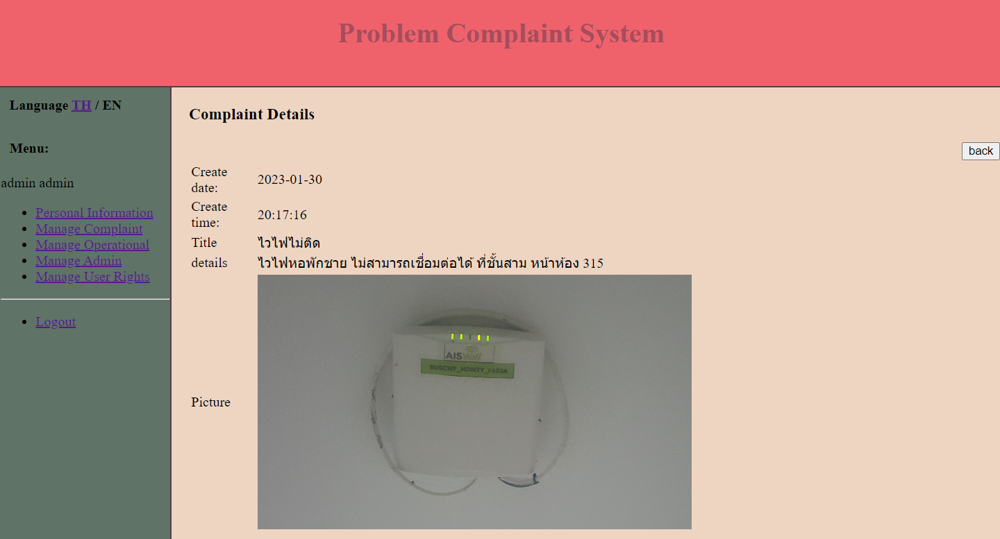 Problem Complaint System
Language TH / EN
Menu:
admin admin
Personal Information
Manage Complaint
Manage Operational
Manage Admin
Manage User Rights
Logout
Complaint Details
back
Create
date:
2023-01-30
Create
time:
20:17:16
Title
ไวไฟไม่ติด
details
ไวไฟหอพักชาย ไม่สามารถเชื่อมต่อได้ ที่ชั้นสาม หน้าห้อง 315
Picture
AIS Wifi